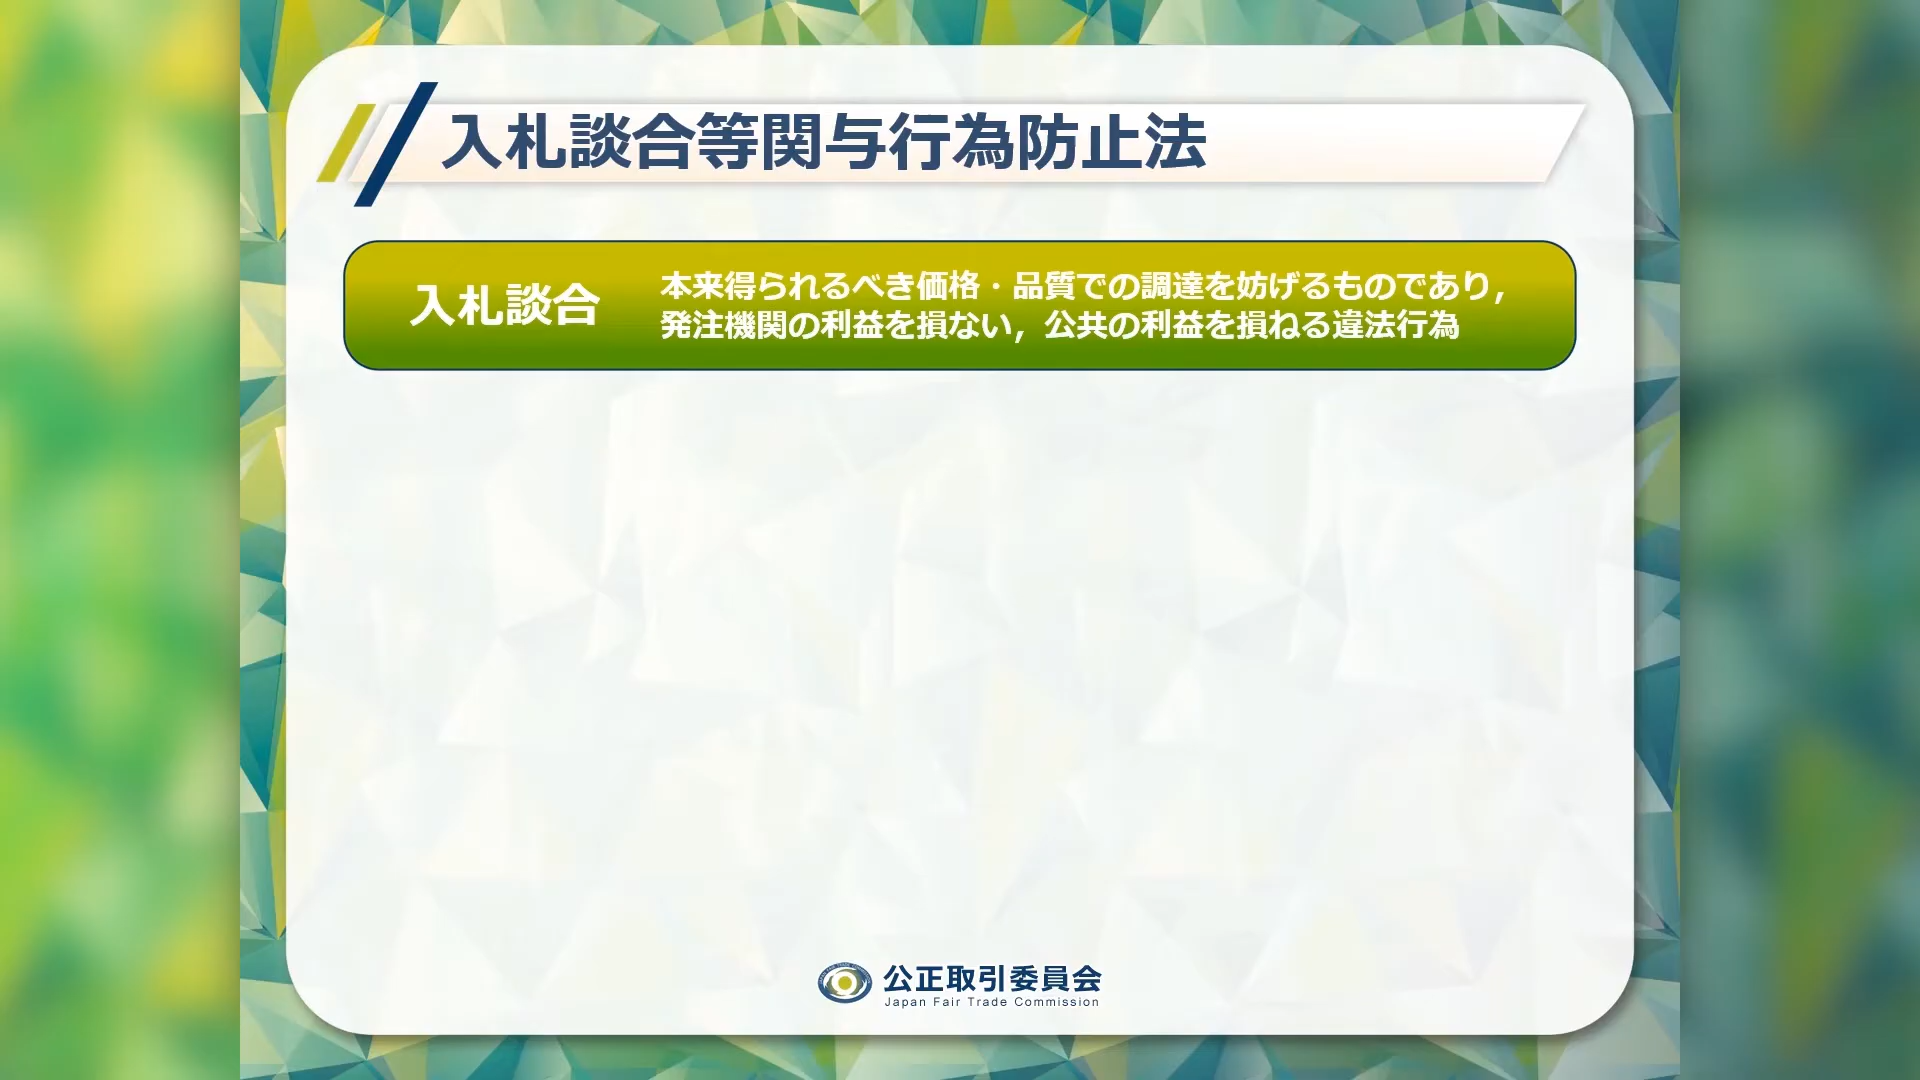 入札談合等関与行為防止法
入札談合
本来得られるべき価格・品質での調達を妨げるものであり，
発注機関の利益を損ない，公共の利益を損ねる違法行為
公正取引委員会
Japan Fair Trade Commission